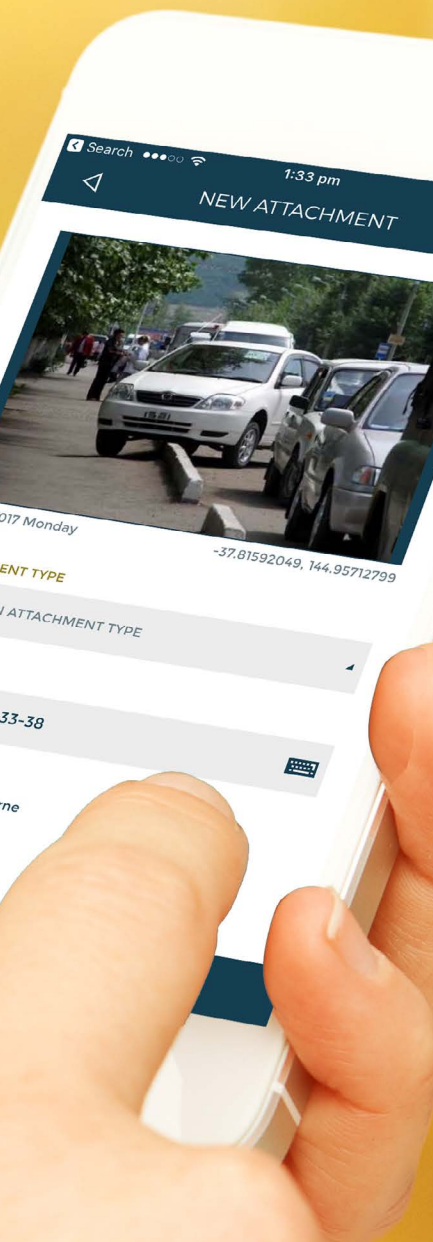 Search 1:33 pm
NEW ATTACHMENT
017 Monday
-37.81592049, 144.95712799
ENT TYPE
ATTACHMENT TYPE
33-38
rne